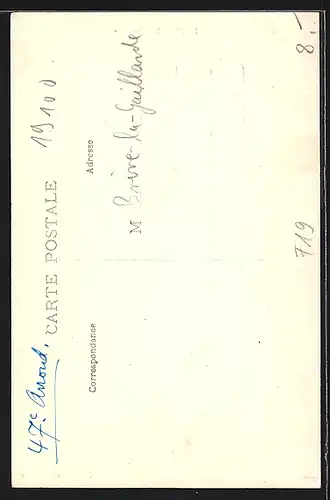 47e Arrond. CARTE POSTALE 19100
Correspondance
Adresse
M Brive-la-Gaillarde
719
8.-